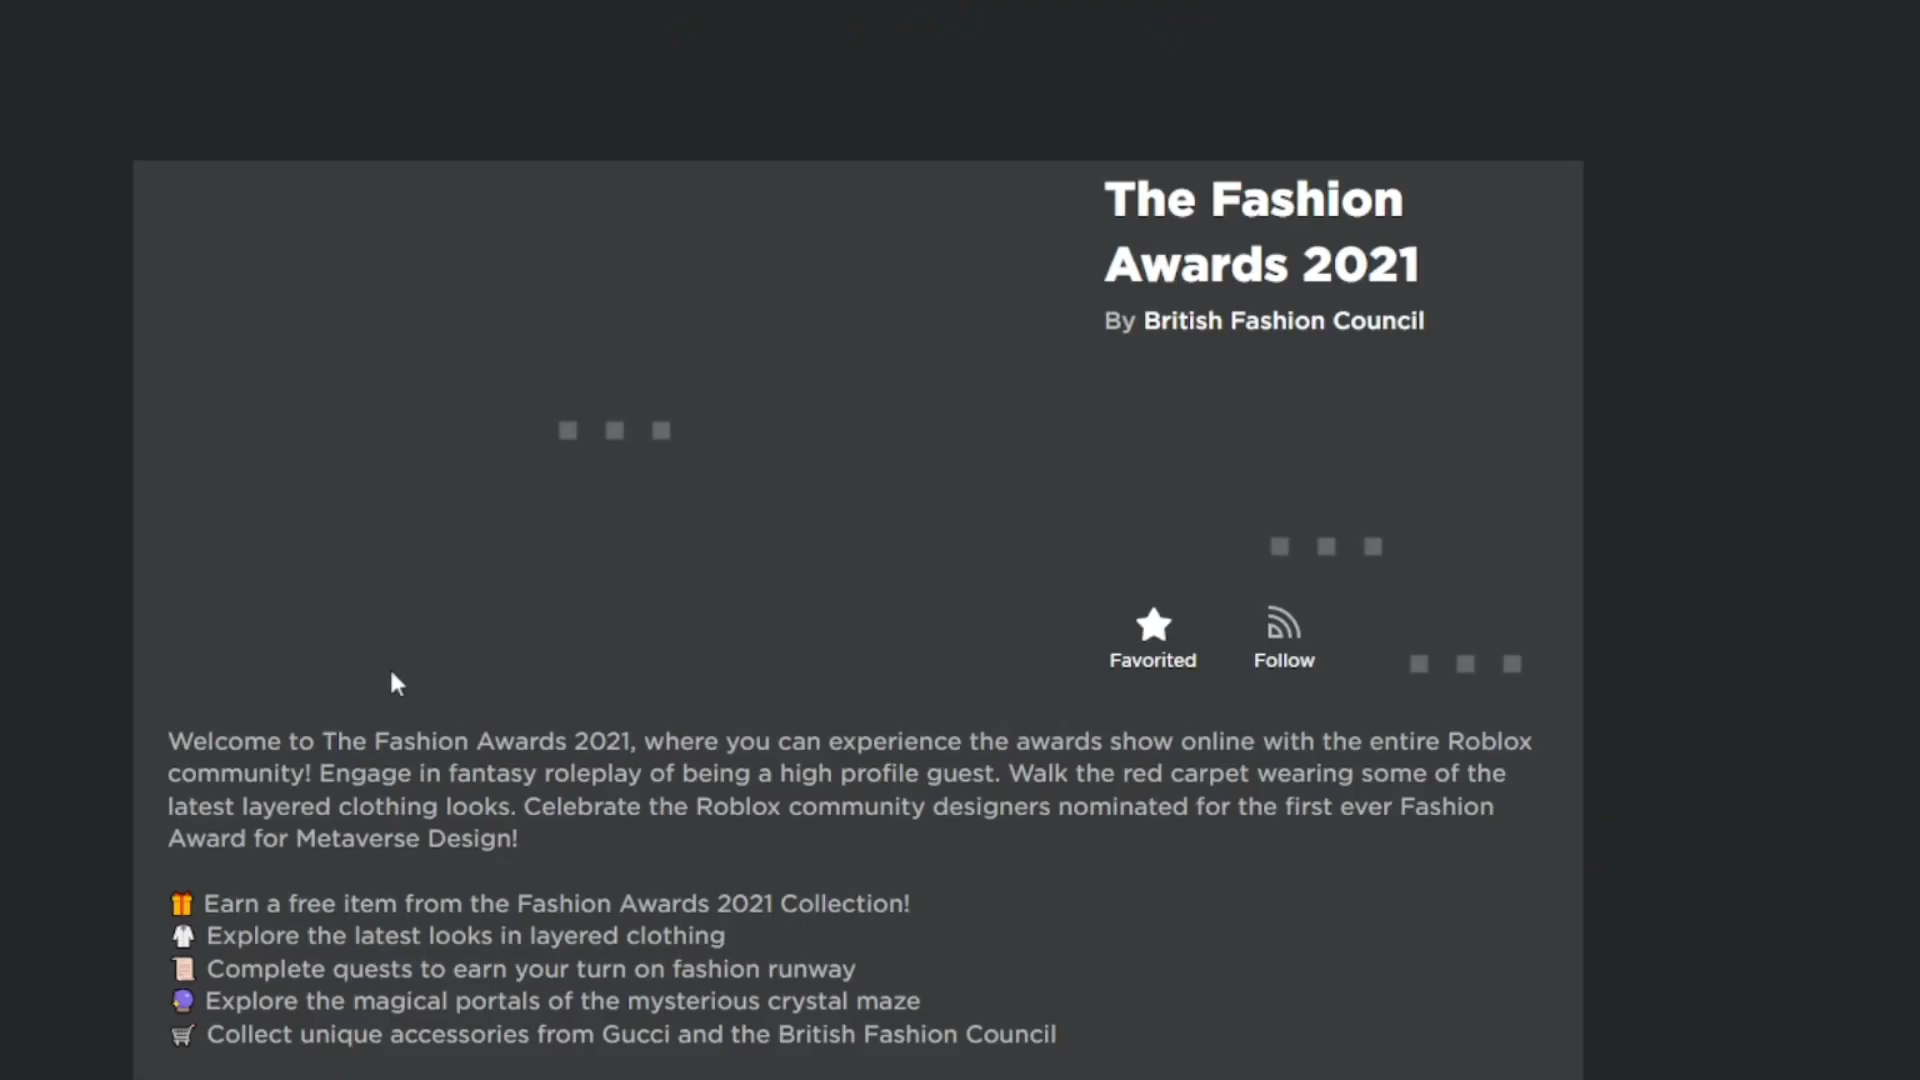 The Fashion
Awards 2021
By British Fashion Council
Favorited
Follow
Welcome to The Fashion Awards 2021, where you can experience the awards show online with the entire Roblox
community! Engage in fantasy roleplay of being a high profile guest. Walk the red carpet wearing some of the
latest layered clothing looks. Celebrate the Roblox community designers nominated for the first ever Fashion
Award for Metaverse Design!
🎁 Earn a free item from the Fashion Awards 2021 Collection!
🥼 Explore the latest looks in layered clothing
📜 Complete quests to earn your turn on fashion runway
🔮 Explore the magical portals of the mysterious crystal maze
🛒 Collect unique accessories from Gucci and the British Fashion Council